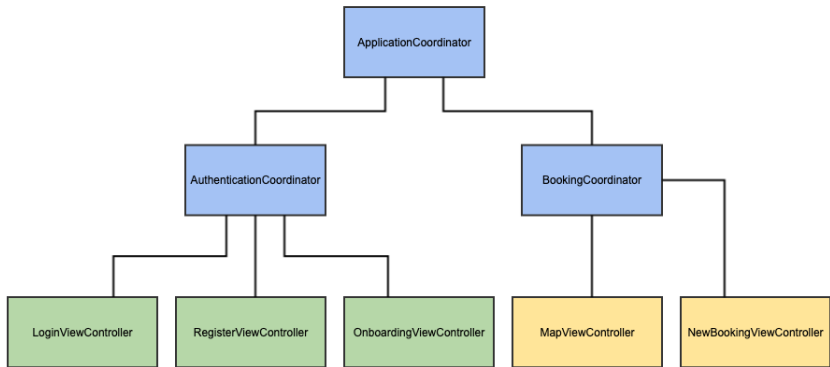 ApplicationCoordinator
AuthenticationCoordinator
BookingCoordinator
LoginViewController
RegisterViewController
OnboardingViewController
MapViewController
NewBookingViewController